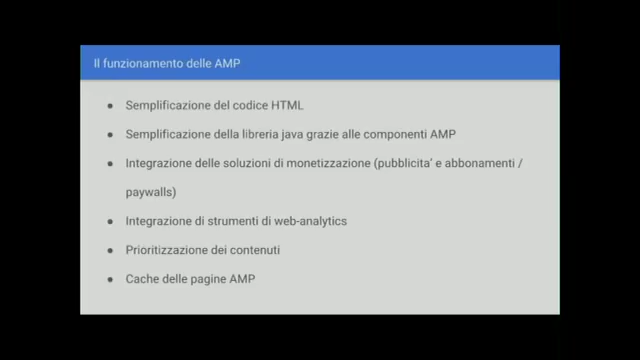 Il funzionamento delle AMP
● Semplificazione del codice HTML
● Semplificazione della libreria java grazie alle componenti AMP
● Integrazione delle soluzioni di monetizzazione (pubblicita' e abbonamenti /
paywalls)
● Integrazione di strumenti di web-analytics
● Prioritizzazione dei contenuti
● Cache delle pagine AMP